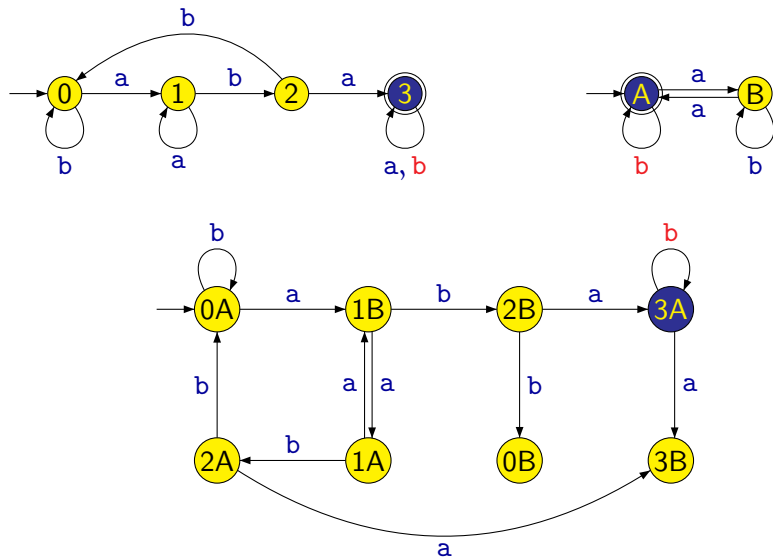 b
0 a 1 b 2 a 3 A a B
a
b a a, b b b
b
b
0A a 1B b 2B a 3A
b a a b a
2A b 1A 0B 3B
a